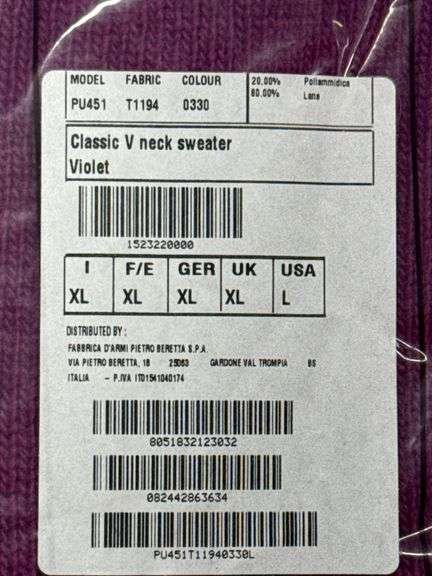 MODEL FABRIC COLOUR 20.00% Poliammidica
PU451 T1194 0330 80.00% Lana
Classic V neck sweater
Violet
1523220000
I F/E GER UK USA
XL XL XL XL L
DISTRIBUTED BY :
FABBRICA D'ARMI PIETRO BERETTA S.P.A.
VIA PIETRO BERETTA, 18 25063 GARDONE VAL TROMPIA BS
ITALIA - P.IVA IT01541040174
8051832123032
082442863634
PU451T11940330L